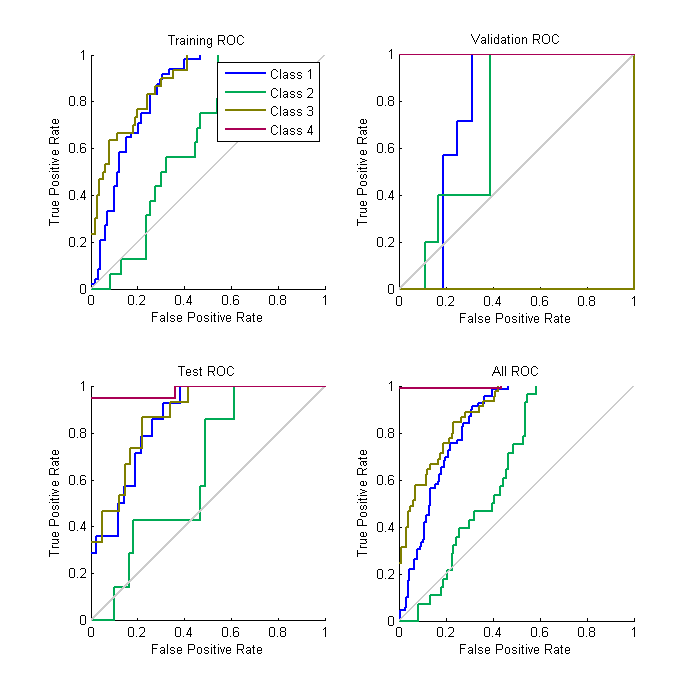 Training ROC
1
0.8
0.6
0.4
0.2
0
0 0.2 0.4 0.6 0.8 1
True Positive Rate
False Positive Rate
Class 1
Class 2
Class 3
Class 4
Validation ROC
1
0.8
0.6
0.4
0.2
0
0 0.2 0.4 0.6 0.8 1
True Positive Rate
False Positive Rate
Test ROC
1
0.8
0.6
0.4
0.2
0
0 0.2 0.4 0.6 0.8 1
True Positive Rate
False Positive Rate
All ROC
1
0.8
0.6
0.4
0.2
0
0 0.2 0.4 0.6 0.8 1
True Positive Rate
False Positive Rate